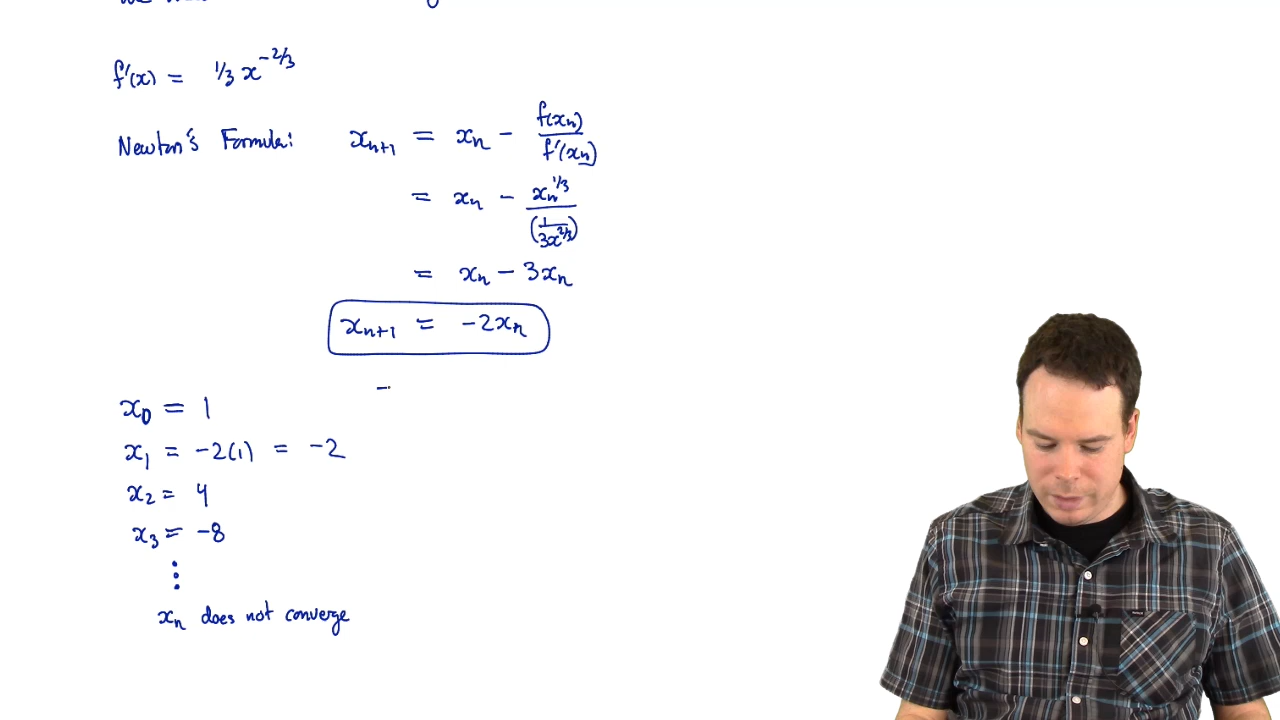 f'(x) = 1/3 x^{-2/3}
Newton's Formula: x_{n+1} = x_n - f(x_n)/f'(x_n)
= x_n - x_n^{1/3}/(1/3x^{2/3})
= x_n - 3x_n
x_{n+1} = -2x_n
x_0 = 1
x_1 = -2(1) = -2
x_2 = 4
x_3 = -8
⋮
x_n does not converge